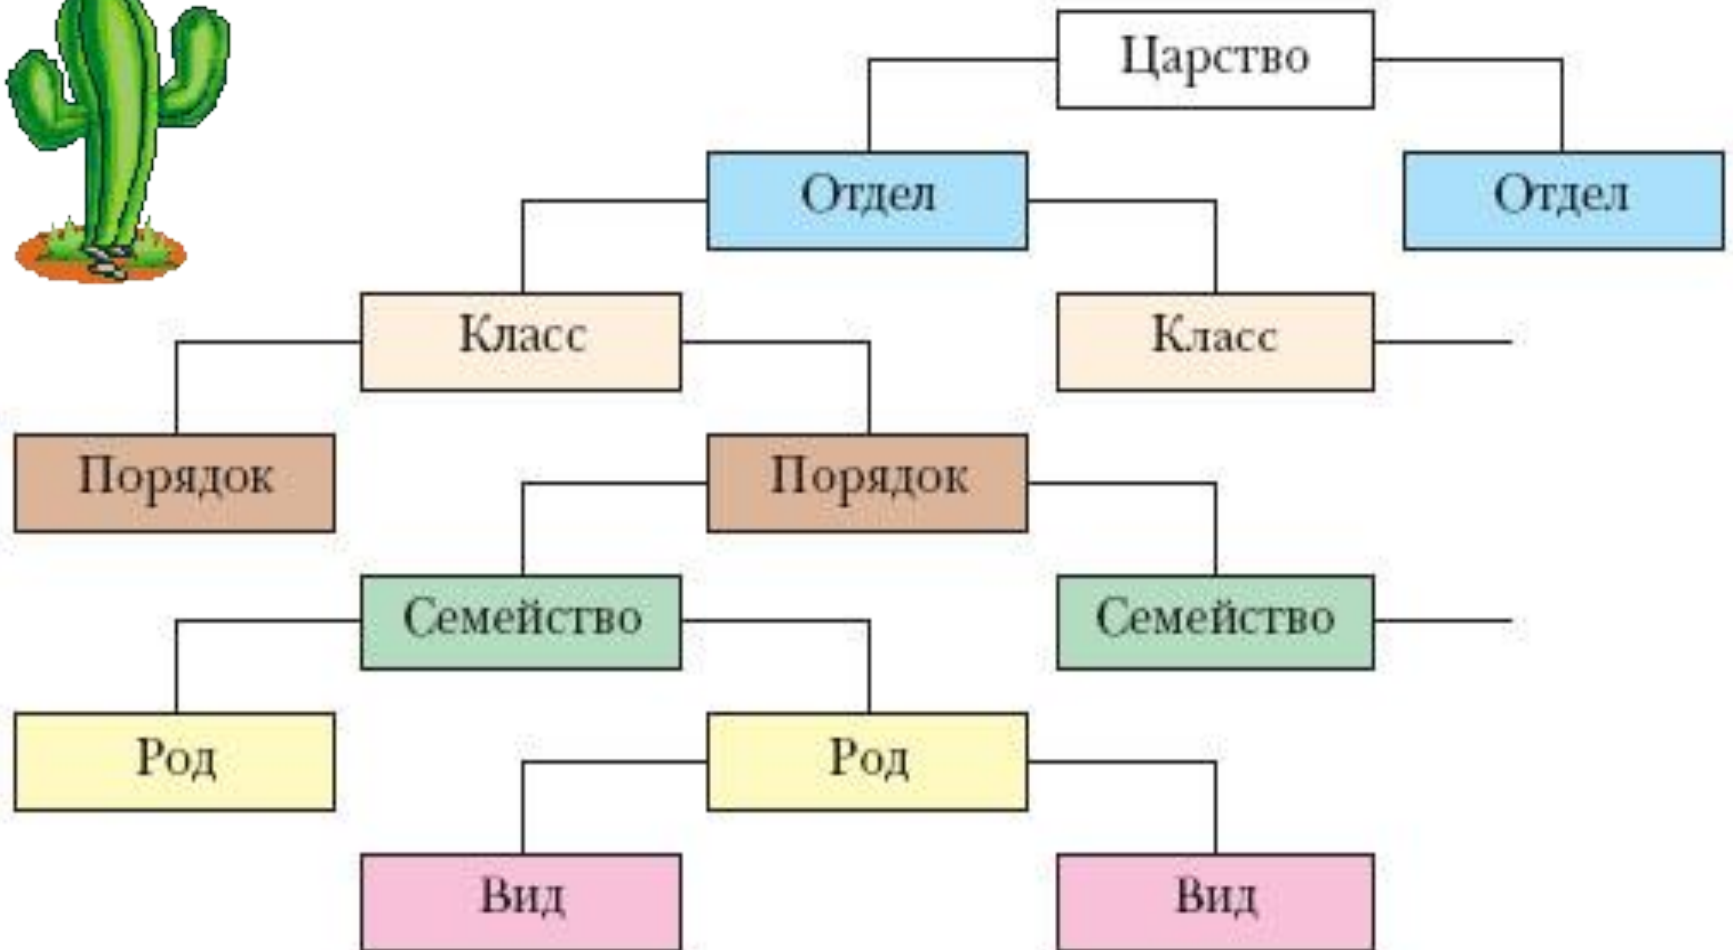 Царство
Отдел Отдел
Класс Класс
Порядок Порядок
Семейство Семейство
Род Род
Вид Вид